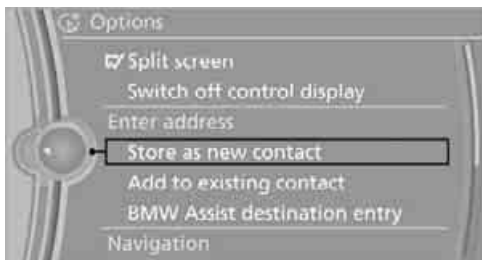 Options
Split screen
Switch off control display
Enter address
Store as new contact
Add to existing contact
BMW Assist destination entry
Navigation